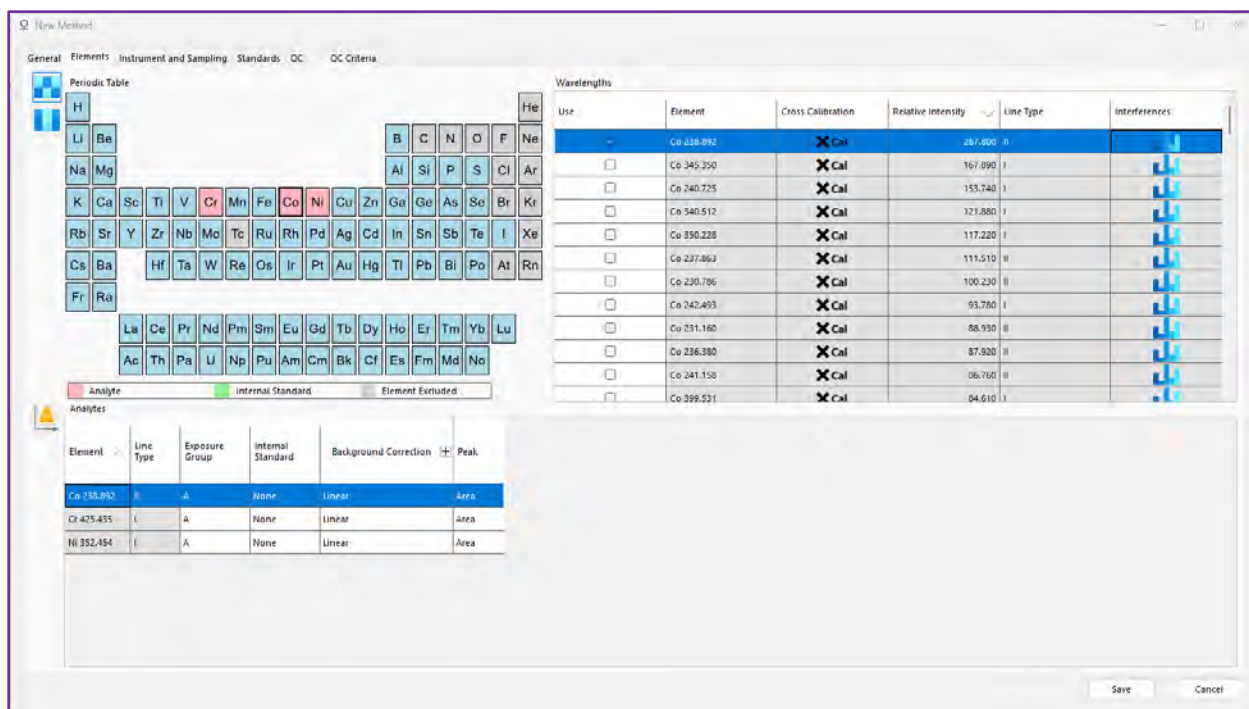 New Method
General Elements Instrument and Sampling Standards QC QC Criteria
Periodic Table
H He
Li Be B C N O F Ne
Na Mg Al Si P S Cl Ar
K Ca Sc Ti V Cr Mn Fe Co Ni Cu Zn Ga Ge As Se Br Kr
Rb Sr Y Zr Nb Mo Tc Ru Rh Pd Ag Cd In Sn Sb Te I Xe
Cs Ba Hf Ta W Re Os Ir Pt Au Hg Tl Pb Bi Po At Rn
Fr Ra
La Ce Pr Nd Pm Sm Eu Gd Tb Dy Ho Er Tm Yb Lu
Ac Th Pa U Np Pu Am Cm Bk Cf Es Fm Md No
Analyte Internal Standard Element Excluded
Wavelengths
Use Element Cross Calibration Relative Intensity Line Type Interferences
Co 238.892 Cal 267.800 II
Co 345.350 Cal 167.090 I
Co 240.725 Cal 153.740 I
Co 340.512 Cal 121.880 I
Co 350.228 Cal 117.220 I
Co 237.863 Cal 111.510 II
Co 230.786 Cal 100.230 II
Co 242.493 Cal 93.780 I
Co 231.160 Cal 88.930 II
Co 236.380 Cal 87.920 II
Co 241.158 Cal 86.760 II
Co 399.531 Cal 84.610 I
Analytes
Element Line Type Exposure Group Internal Standard Background Correction + Peak
Co 238.892 II A None Linear Area
Cr 425.435 I A None Linear Area
Ni 352.454 I A None Linear Area
Save Cancel